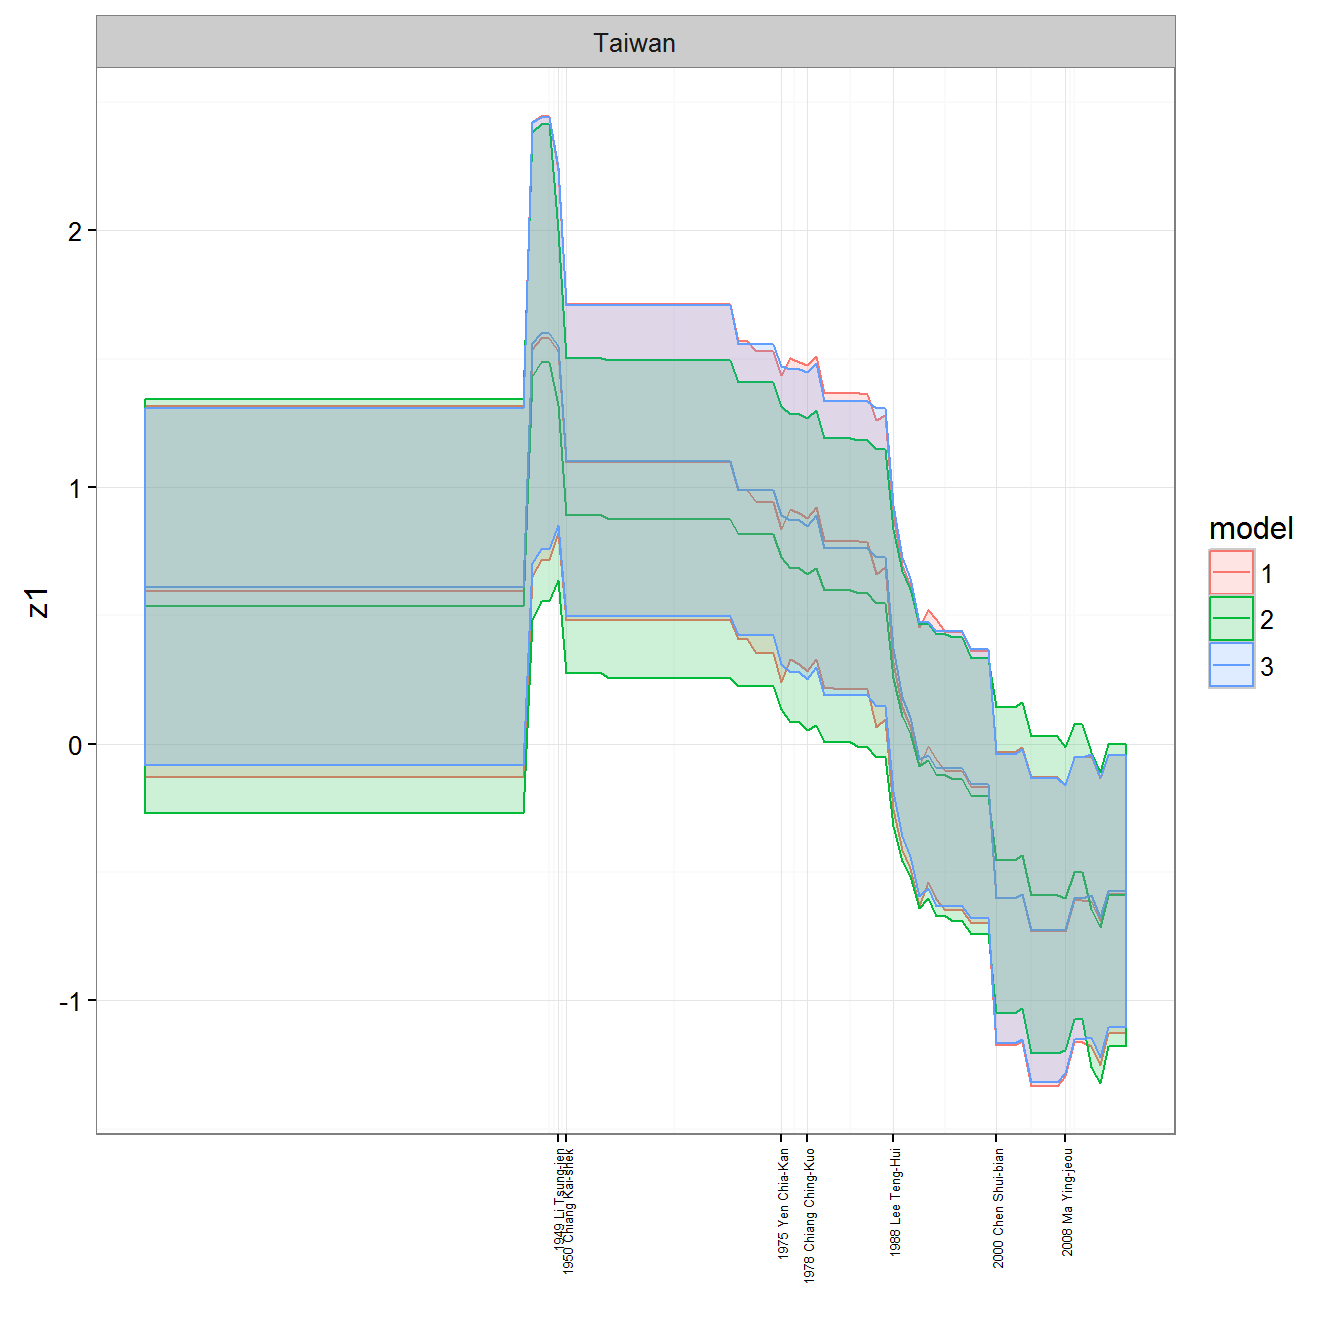 Taiwan
z1
2
1
0
-1
1949 Li Tsung-jen
1950 Chiang Kai-shek
1975 Yen Chia-Kan
1978 Chiang Ching-Kuo
1988 Lee Teng-Hui
2000 Chen Shui-bian
2008 Ma Ying-jeou
model
1
2
3